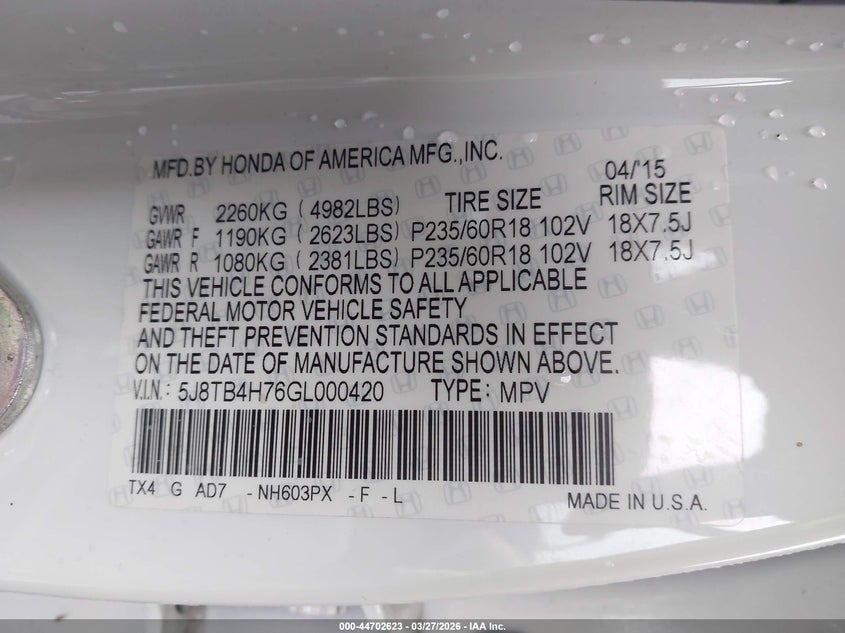 MFD.BY HONDA OF AMERICA MFG.,INC. 04/'15
GVWR 2260KG ( 4982LBS) TIRE SIZE RIM SIZE
GAWR F 1190KG ( 2623LBS) P235/60R18 102V 18X7.5J
GAWR R 1080KG ( 2381LBS) P235/60R18 102V 18X7.5J
THIS VEHICLE CONFORMS TO ALL APPLICABLE
FEDERAL MOTOR VEHICLE SAFETY
AND THEFT PREVENTION STANDARDS IN EFFECT
ON THE DATE OF MANUFACTURE SHOWN ABOVE.
V.I.N.: 5J8TB4H76GL000420 TYPE: MPV
TX4 G AD7 -NH603PX -F -L MADE IN U.S.A.
000-44702623 - 03/27/2026 - IAA Inc.